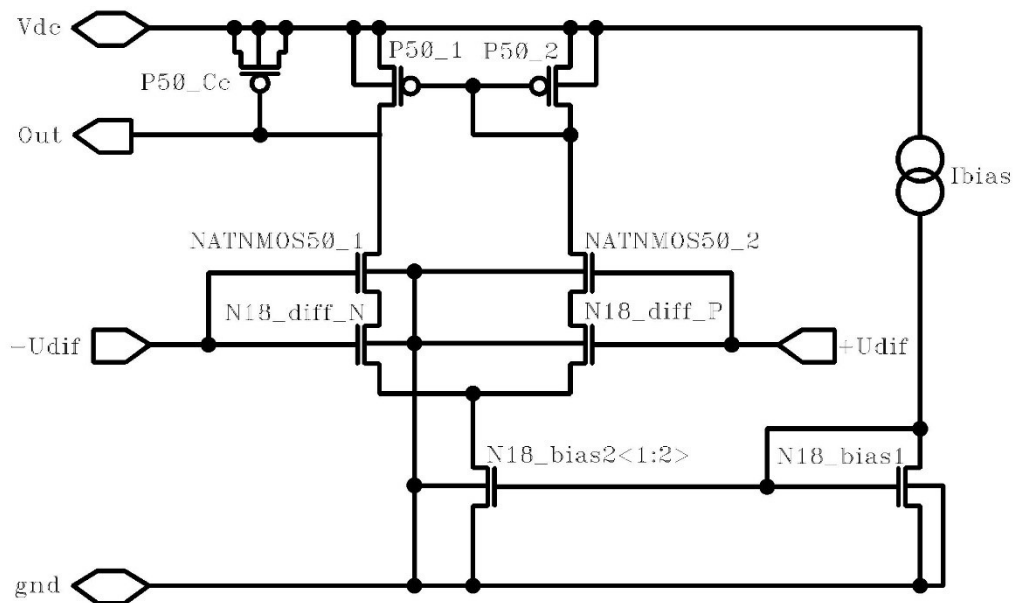 Vdc
P50_1
P50_2
P50_Cc
Out
Ibias
NATNMOS50_1
NATNMOS50_2
N18_diff_N
N18_diff_P
-Udif
+Udif
N18_bias2<1:2>
N18_bias1
gnd